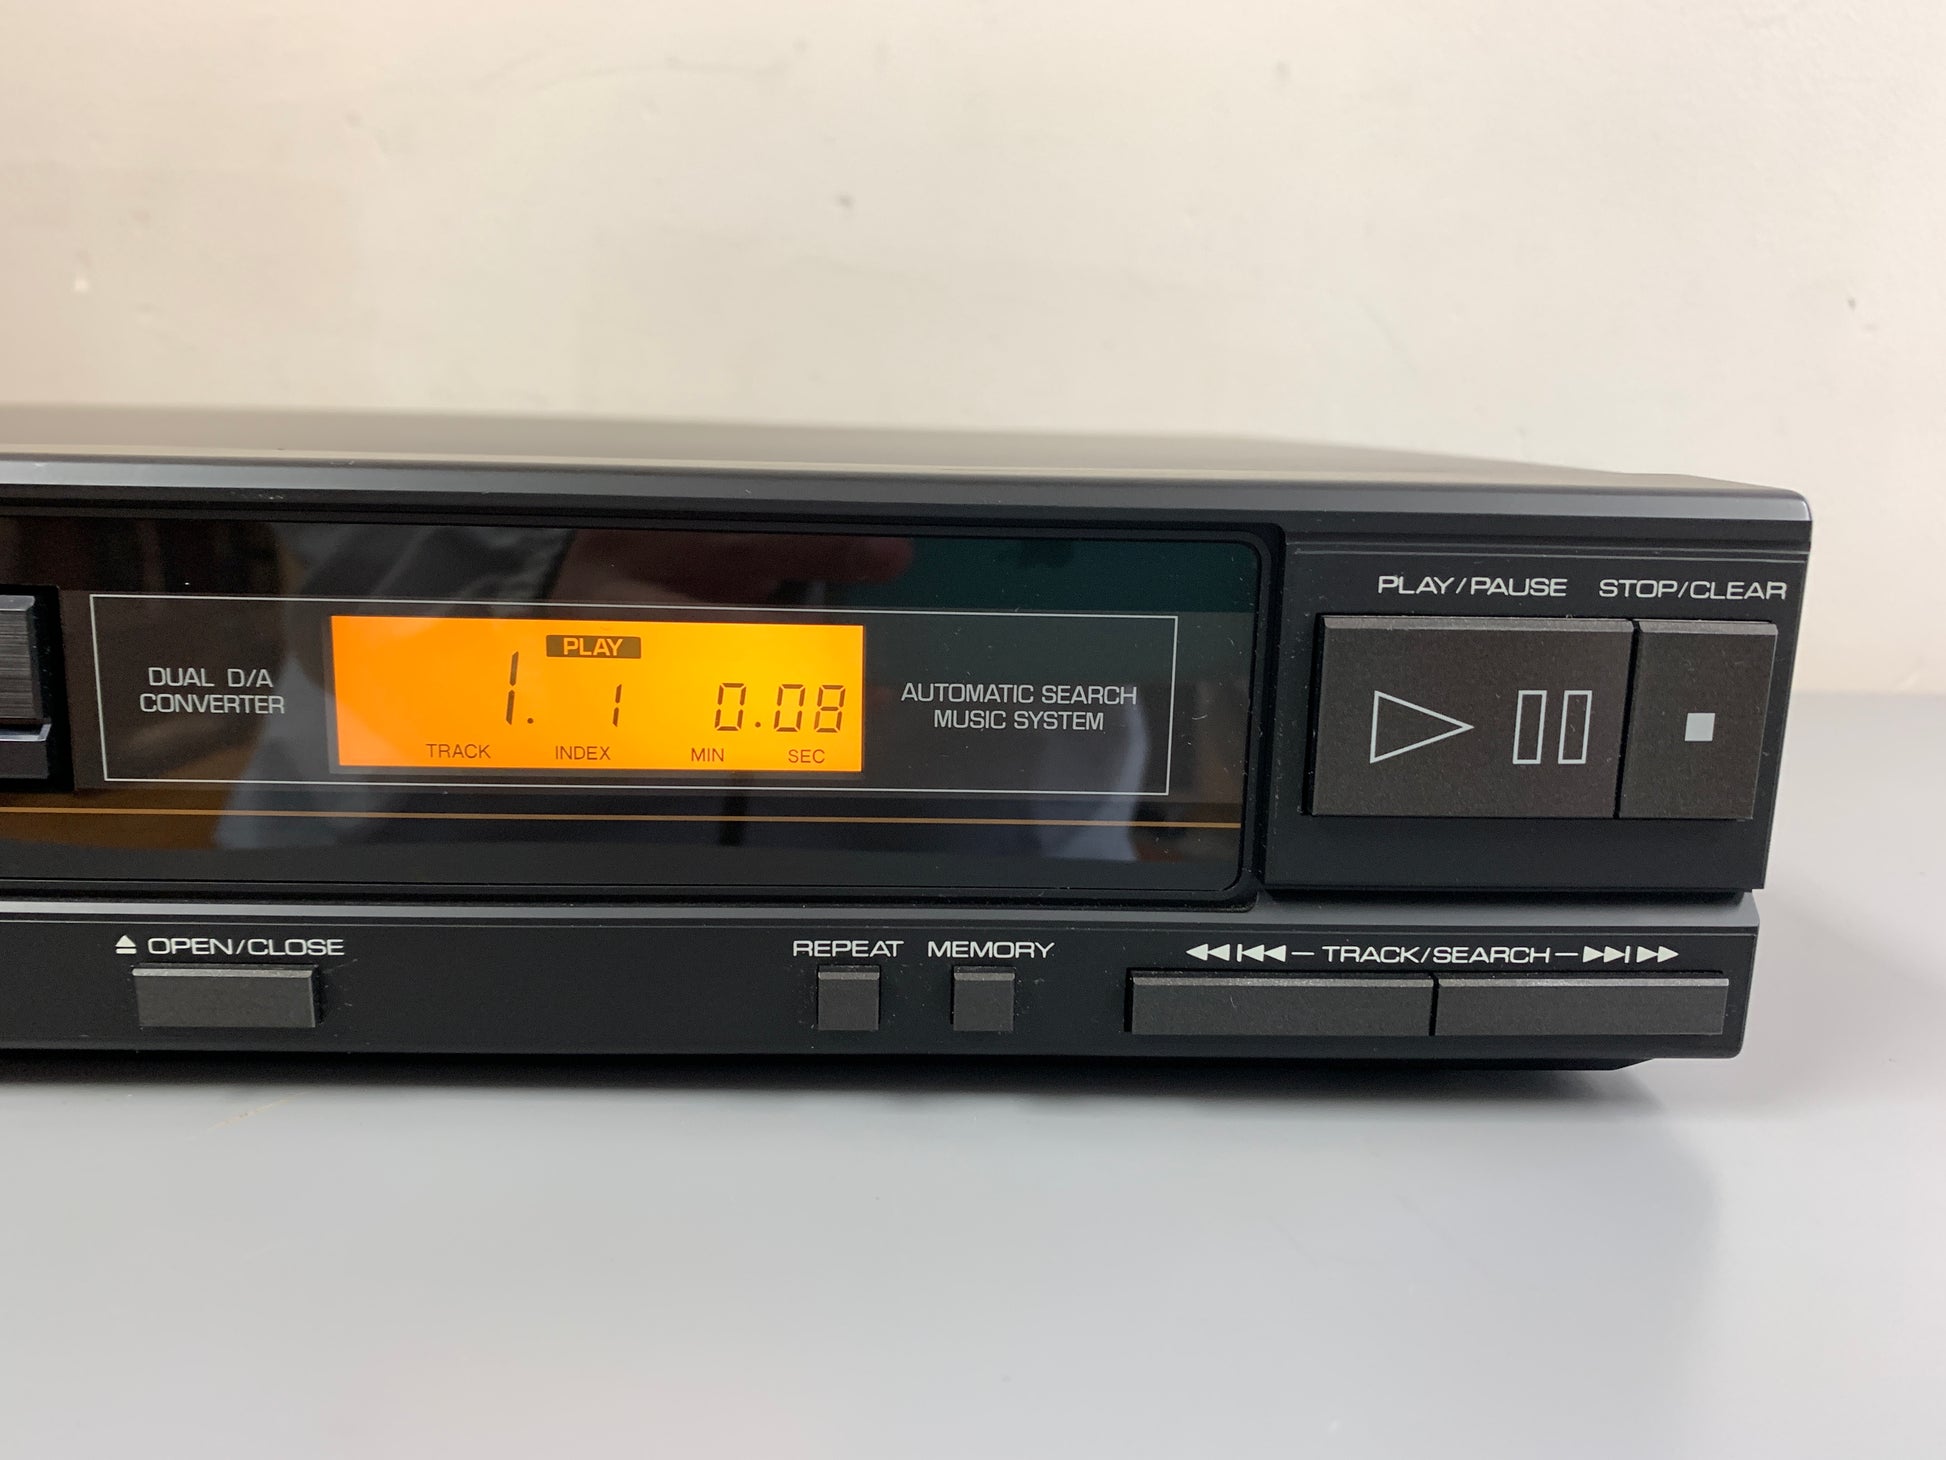 PLAY/PAUSE STOP/CLEAR
DUAL D/A
CONVERTER
PLAY
1. 1 0.08
TRACK INDEX MIN SEC
AUTOMATIC SEARCH
MUSIC SYSTEM
OPEN/CLOSE
REPEAT MEMORY
TRACK/SEARCH